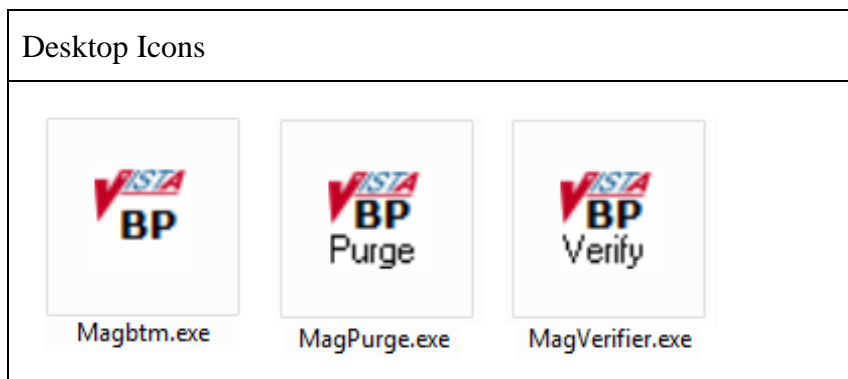 Desktop Icons
VISTA
BP
VISTA
BP
Purge
VISTA
BP
Verify
Magbtm.exe
MagPurge.exe
MagVerifier.exe